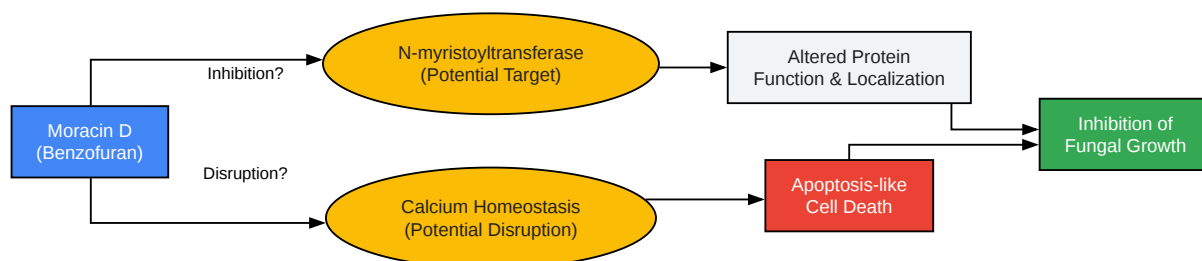 Moracin D
(Benzofuran)
Inhibition?
Disruption?
N-myristoyltransferase
(Potential Target)
Calcium Homeostasis
(Potential Disruption)
Altered Protein
Function & Localization
Apoptosis-like
Cell Death
Inhibition of
Fungal Growth